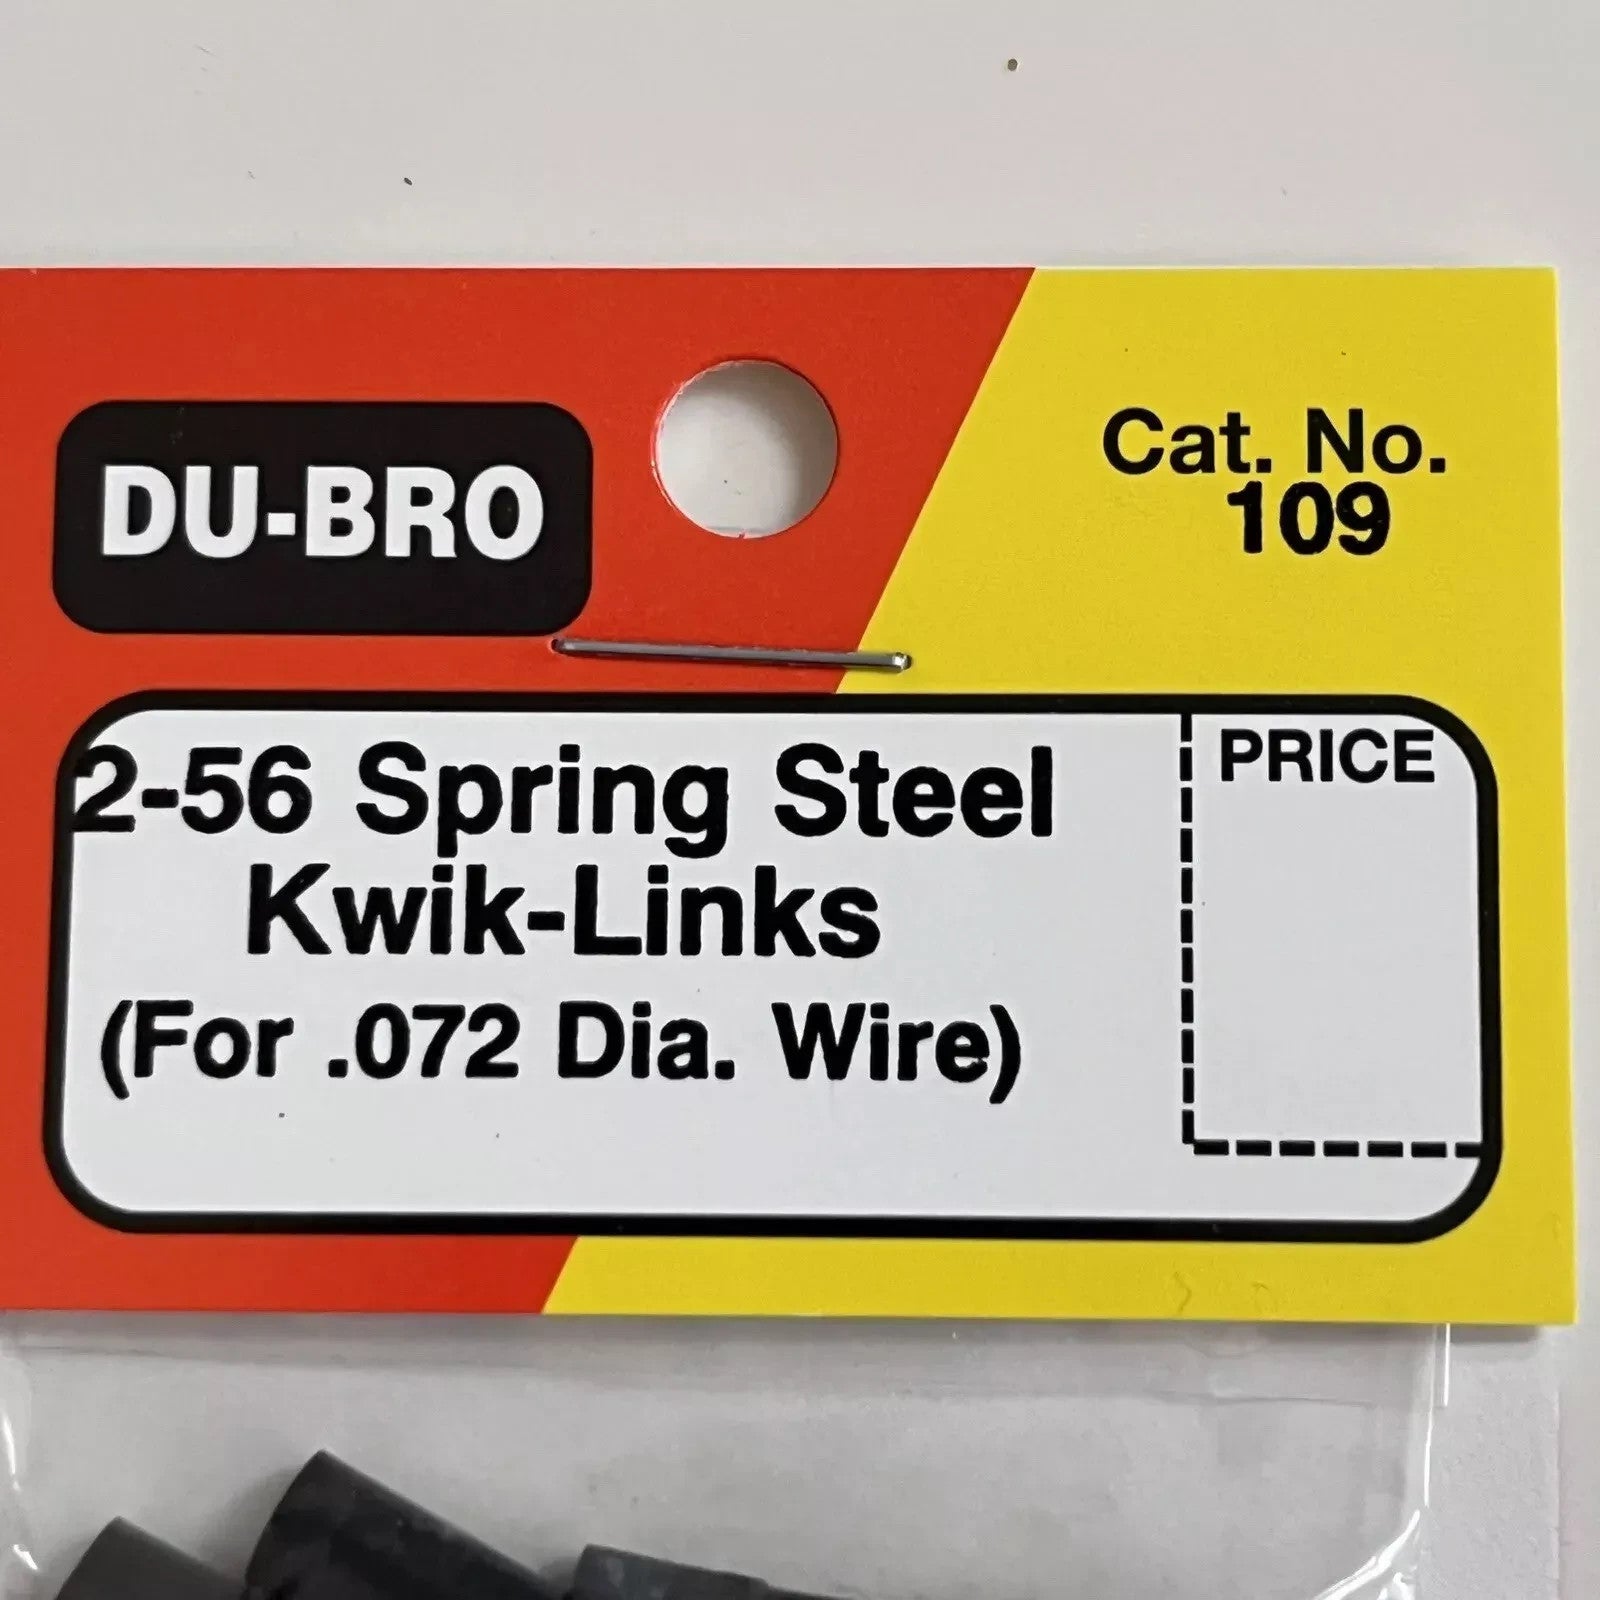 DU-BRO
Cat. No.
109
2-56 Spring Steel
Kwik-Links
(For .072 Dia. Wire)
PRICE